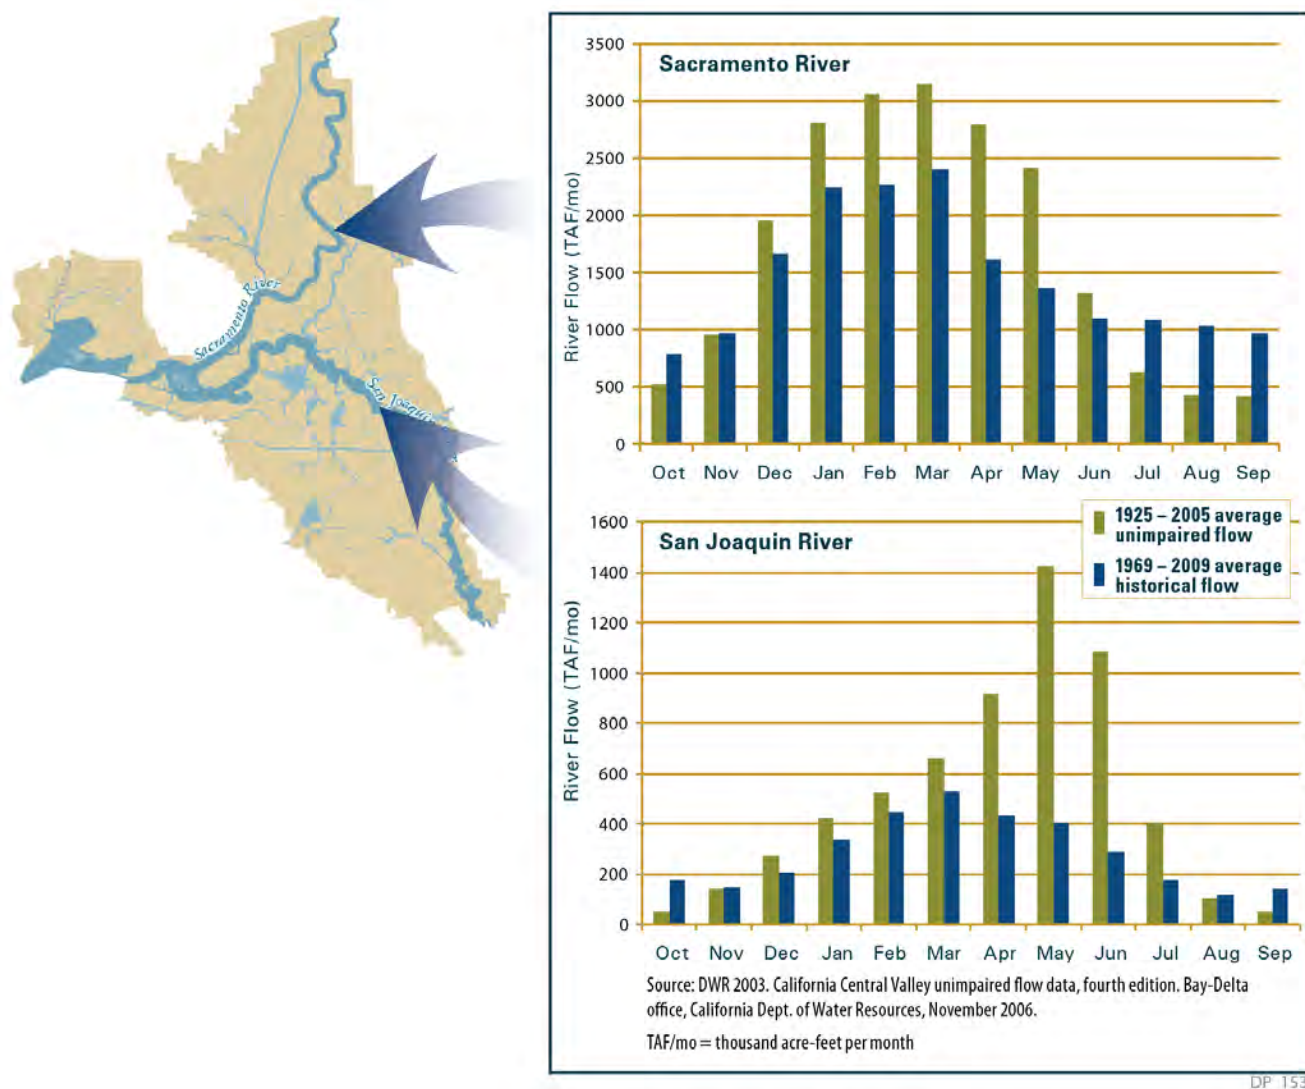 Sacramento River
San Joaquin
Sacramento River
River Flow (TAF/mo)
3500
3000
2500
2000
1500
1000
500
0
Oct Nov Dec Jan Feb Mar Apr May Jun Jul Aug Sep
1925 – 2005 average
unimpaired flow
1969 – 2009 average
historical flow
San Joaquin River
River Flow (TAF/mo)
1600
1400
1200
1000
800
600
400
200
0
Oct Nov Dec Jan Feb Mar Apr May Jun Jul Aug Sep
Source: DWR 2003. California Central Valley unimpaired flow data, fourth edition. Bay-Delta
office, California Dept. of Water Resources, November 2006.
TAF/mo = thousand acre-feet per month
DP_153